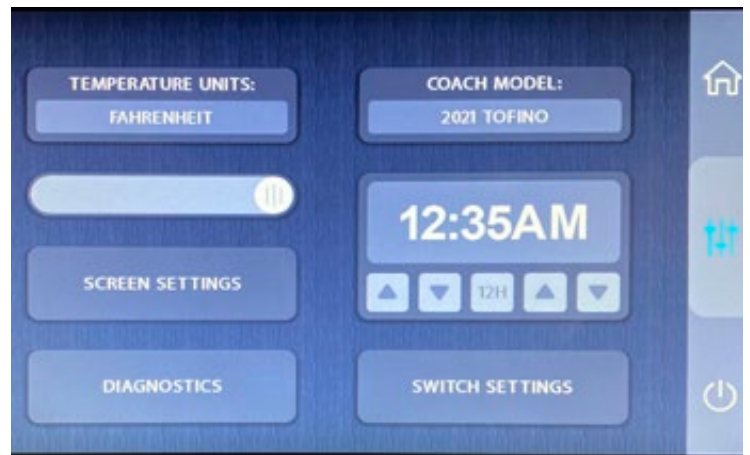 TEMPERATURE UNITS:
FAHRENHEIT
COACH MODEL:
2021 TOFINO
12:35AM
12H
SCREEN SETTINGS
DIAGNOSTICS
SWITCH SETTINGS